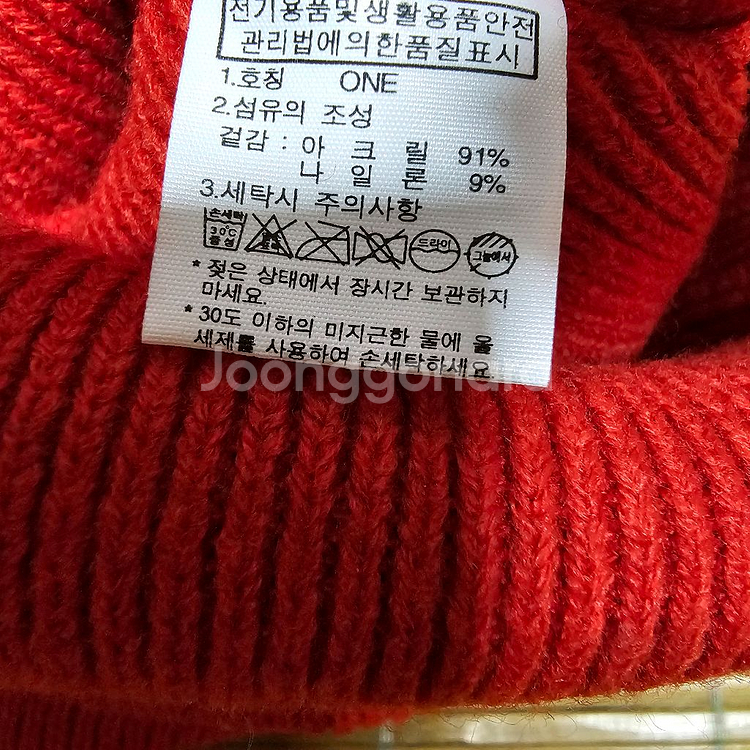 전기용품및생활용품안전
관리법에의한품질표시
1.호칭 ONE
2.섬유의 조성
겉감 : 아 크 릴 91%
나 일 론 9%
3.세탁시 주의사항
손세탁
30℃
중성
드라이
그늘에서
* 젖은 상태에서 장시간 보관하지
마세요.
* 30도 이하의 미지근한 물에 울
세제를 사용하여 손세탁하세요